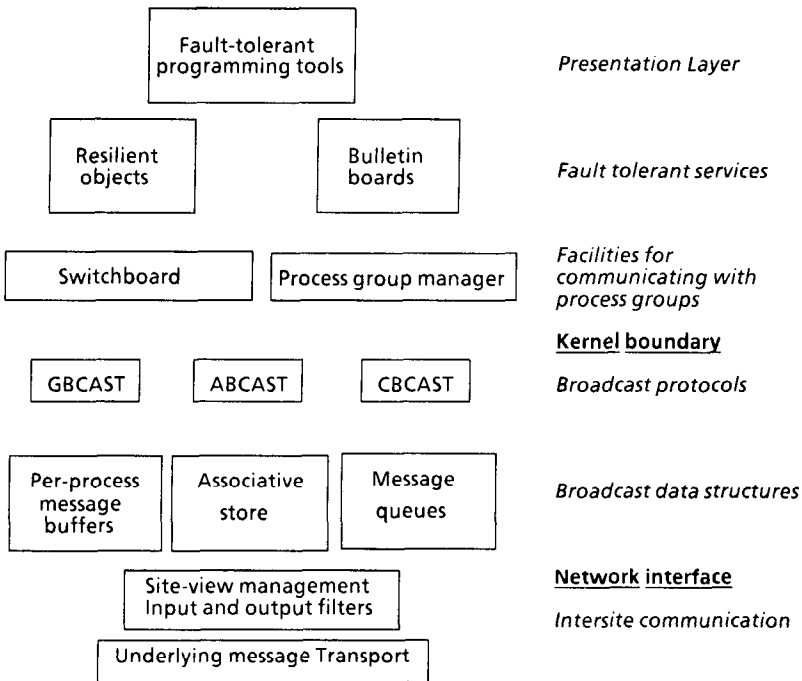 Fault-tolerant
programming tools
Presentation Layer
Resilient
objects
Bulletin
boards
Fault tolerant services
Switchboard
Process group manager
Facilities for
communicating with
process groups
Kernel boundary
GBCAST
ABCAST
CBCAST
Broadcast protocols
Per-process
message
buffers
Associative
store
Message
queues
Broadcast data structures
Network interface
Site-view management
Input and output filters
Intersite communication
Underlying message Transport